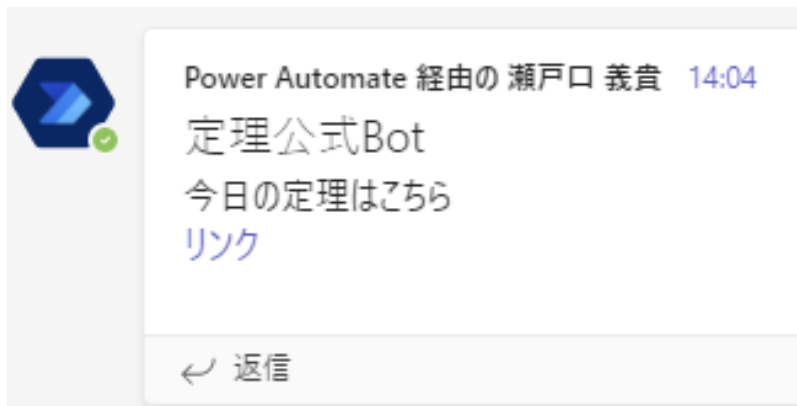 Power Automate 経由の 瀬戸口 義貴 14:04
定理公式Bot
今日の定理はこちら
リンク
返信